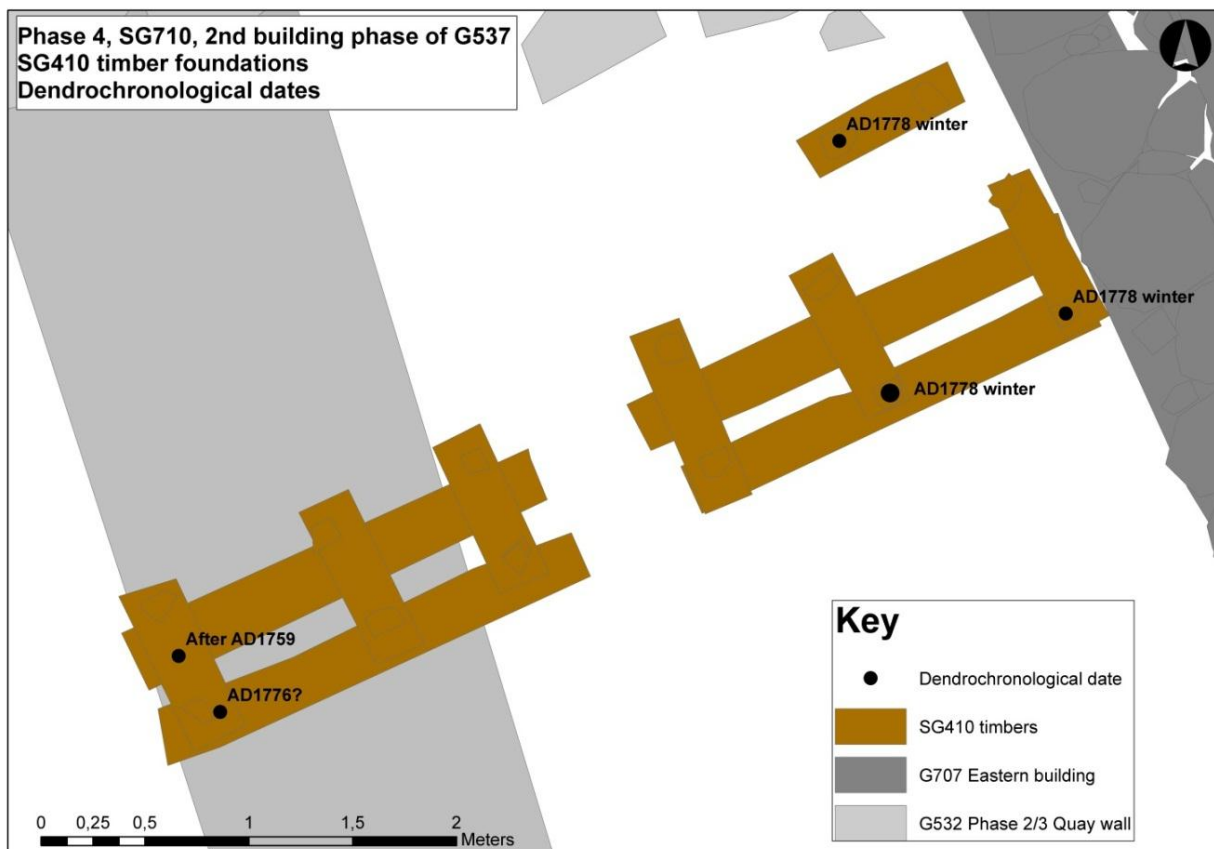 Phase 4, SG710, 2nd building phase of G537
SG410 timber foundations
Dendrochronological dates
AD1778 winter
AD1778 winter
AD1778 winter
After AD1759
AD1776?
Key
Dendrochronological date
SG410 timbers
G707 Eastern building
G532 Phase 2/3 Quay wall
0 0,25 0,5 1 1,5 2
Meters